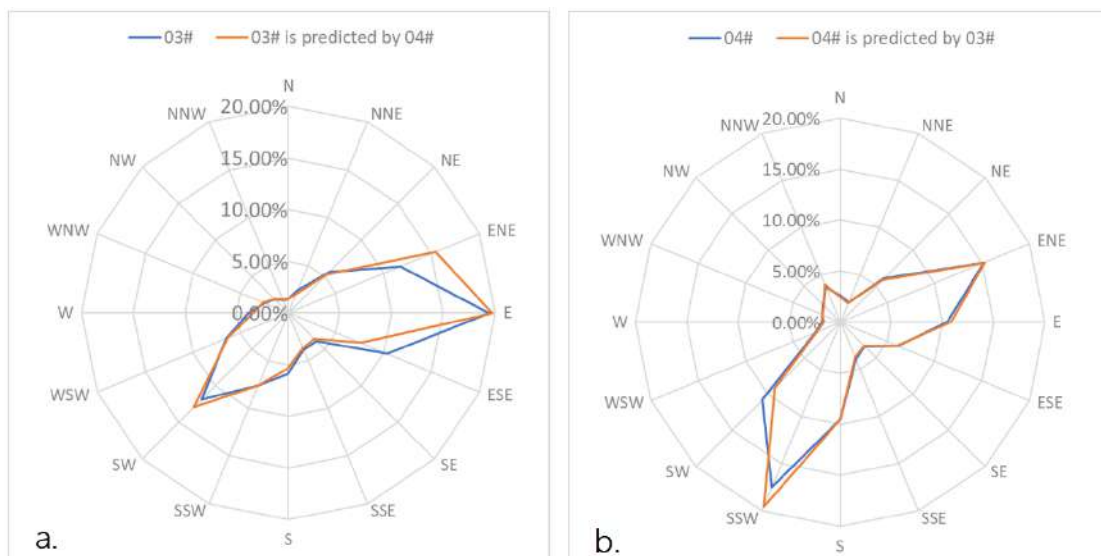 03# 03# is predicted by 04#
N
NNW NNE
20.00%
NW NE
15.00%
10.00%
WNW ENE
5.00%
W 0.00% E
WSW ESE
SW SE
SSW SSE
S
a.
04# 04# is predicted by 03#
N
NNW NNE
20.00%
NW NE
15.00%
10.00%
WNW ENE
5.00%
W 0.00% E
WSW ESE
SW SE
SSW SSE
S
b.